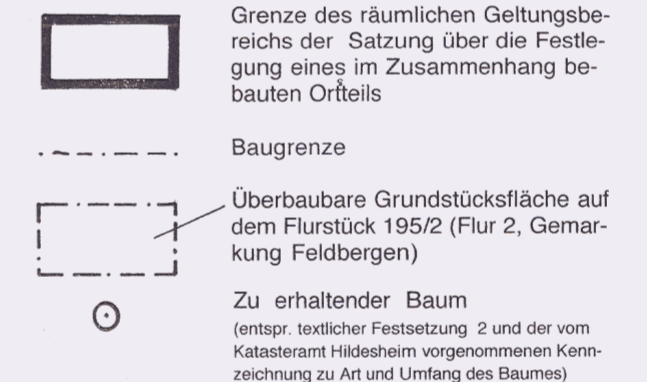 Grenze des räumlichen Geltungsbe-
reichs der Satzung über die Festle-
gung eines im Zusammenhang be-
bauten Ortsteils
Baugrenze
Überbaubare Grundstücksfläche auf
dem Flurstück 195/2 (Flur 2, Gemar-
kung Feldbergen)
Zu erhaltender Baum
(entspr. textlicher Festsetzung 2 und der vom
Katasteramt Hildesheim vorgenommenen Kenn-
zeichnung zu Art und Umfang des Baumes)